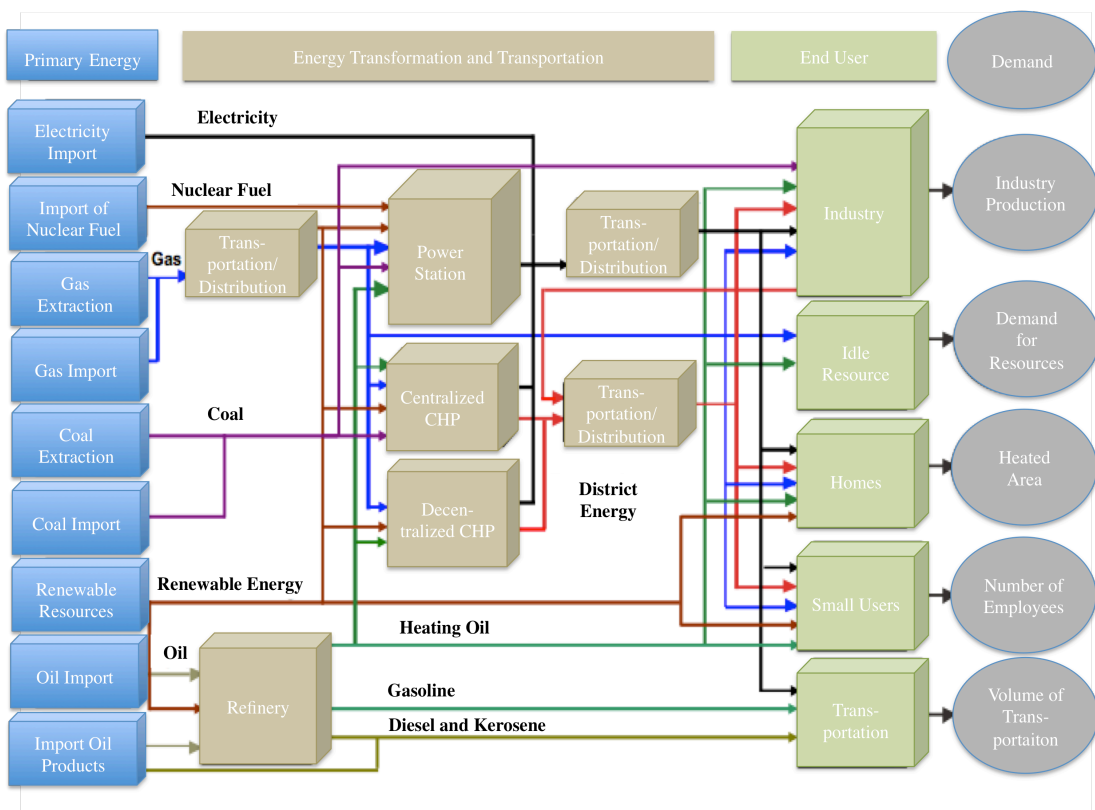 Primary Energy
Energy Transformation and Transportation
End User
Demand
Electricity
Import
Electricity
Import of
Nuclear Fuel
Nuclear Fuel
Gas
Extraction
Gas
Gas Import
Coal
Extraction
Coal
Coal Import
Renewable
Resources
Renewable Energy
Oil Import
Oil
Import Oil
Products
Trans-
portation/
Distribution
Power
Station
Centralized
CHP
Decen-
tralized CHP
Refinery
Heating Oil
Gasoline
Diesel and Kerosene
Trans-
portation/
Distribution
Trans-
portation/
Distribution
District
Energy
Industry
Idle
Resource
Homes
Small Users
Trans-
portation
Industry
Production
Demand
for
Resources
Heated
Area
Number of
Employees
Volume of
Trans-
portaiton